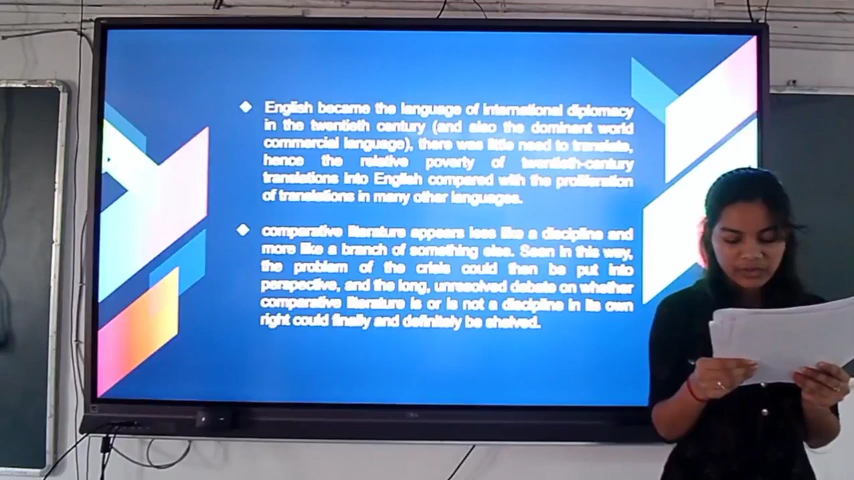 ❖ English became the language of international diplomacy
in the twentieth century (and also the dominant world
commercial language), there was little need to translate,
hence the relative poverty of twentieth-century
translations into English compared with the proliferation
of translations in many other languages.
❖ comparative literature appears less like a discipline and
more like a branch of something else. Seen in this way,
the problem of the crisis could then be put into
perspective, and the long, unresolved debate on whether
comparative literature is or is not a discipline in its own
right could finally and definitely be shelved.